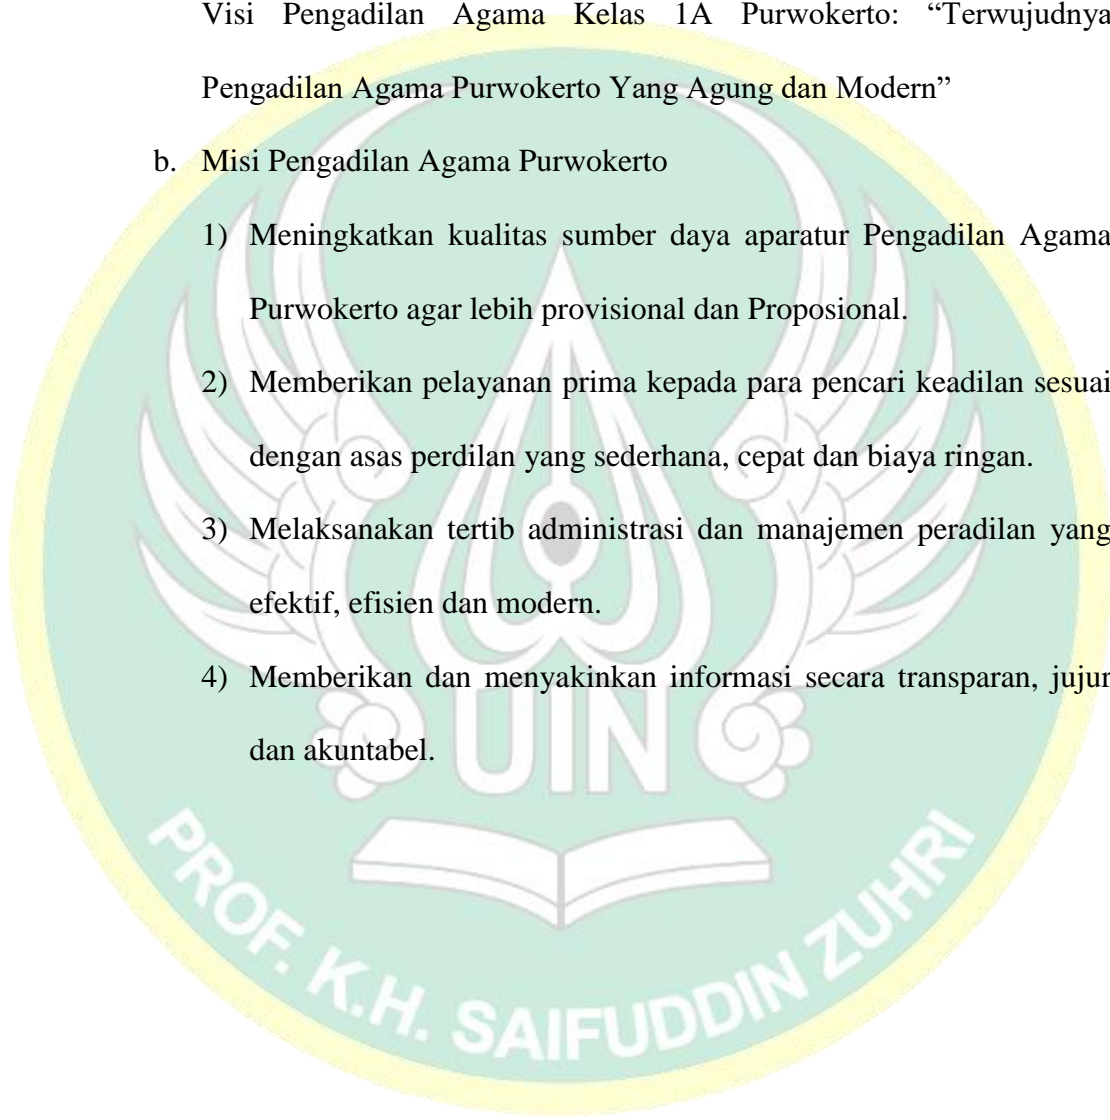 Visi Pengadilan Agama Kelas 1A Purwokerto: “Terwujudnya
Pengadilan Agama Purwokerto Yang Agung dan Modern”
b. Misi Pengadilan Agama Purwokerto
1) Meningkatkan kualitas sumber daya aparatur Pengadilan Agama
Purwokerto agar lebih provisional dan Proposional.
2) Memberikan pelayanan prima kepada para pencari keadilan sesuai
dengan asas perdilan yang sederhana, cepat dan biaya ringan.
3) Melaksanakan tertib administrasi dan manajemen peradilan yang
efektif, efisien dan modern.
4) Memberikan dan menyakinkan informasi secara transparan, jujur
dan akuntabel.
UIN
PROF. K.H. SAIFUDDIN ZUHRI